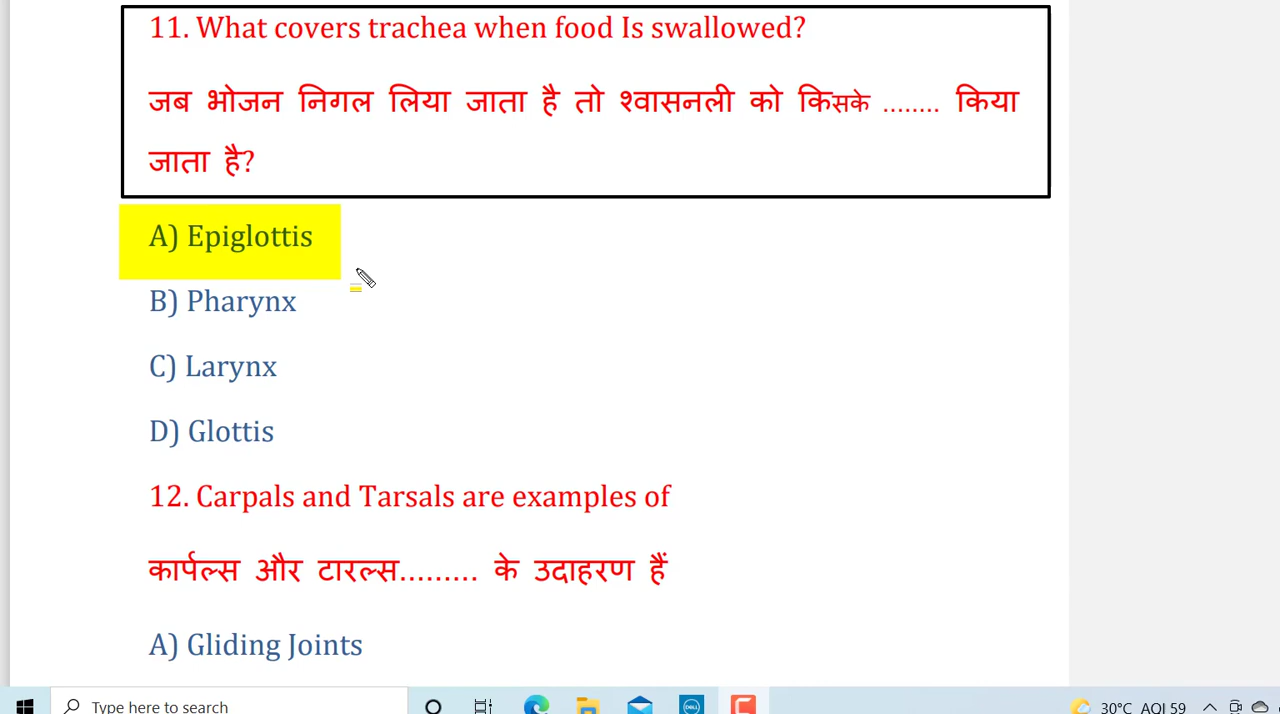 11. What covers trachea when food Is swallowed?
जब भोजन निगल लिया जाता है तो श्वासनली को किसके ........ किया
जाता है?
A) Epiglottis
B) Pharynx
C) Larynx
D) Glottis
12. Carpals and Tarsals are examples of
कार्पल्स और टारल्स......... के उदाहरण हैं
A) Gliding Joints
Type here to search
DELL
30°C AQI 59